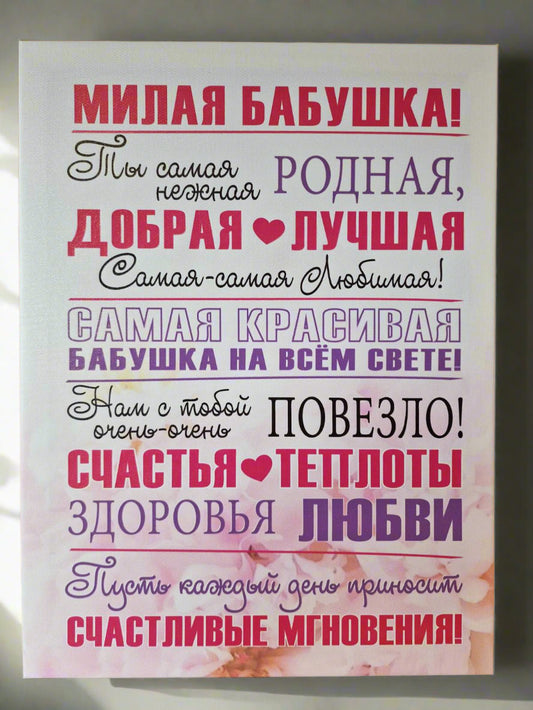 МИЛАЯ БАБУШКА!
Ты самая
нежная РОДНАЯ,
ДОБРАЯ ЛУЧШАЯ
Самая-самая Любимая!
САМАЯ КРАСИВАЯ
БАБУШКА НА ВСЁМ СВЕТЕ!
Нам с тобой
очень-очень ПОВЕЗЛО!
СЧАСТЬЯ ТЕПЛОТЫ
ЗДОРОВЬЯ ЛЮБВИ
Пусть каждый день приносит
СЧАСТЛИВЫЕ МГНОВЕНИЯ!